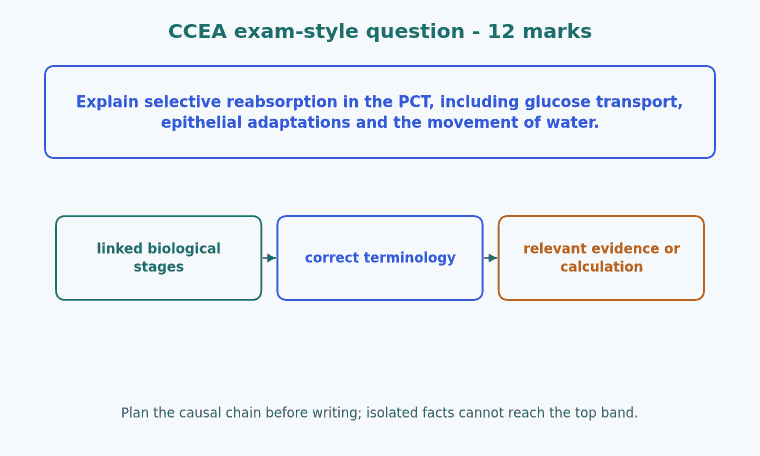 CCEA exam-style question - 12 marks
Explain selective reabsorption in the PCT, including glucose transport,
epithelial adaptations and the movement of water.
linked biological
stages
correct terminology
relevant evidence or
calculation
Plan the causal chain before writing; isolated facts cannot reach the top band.